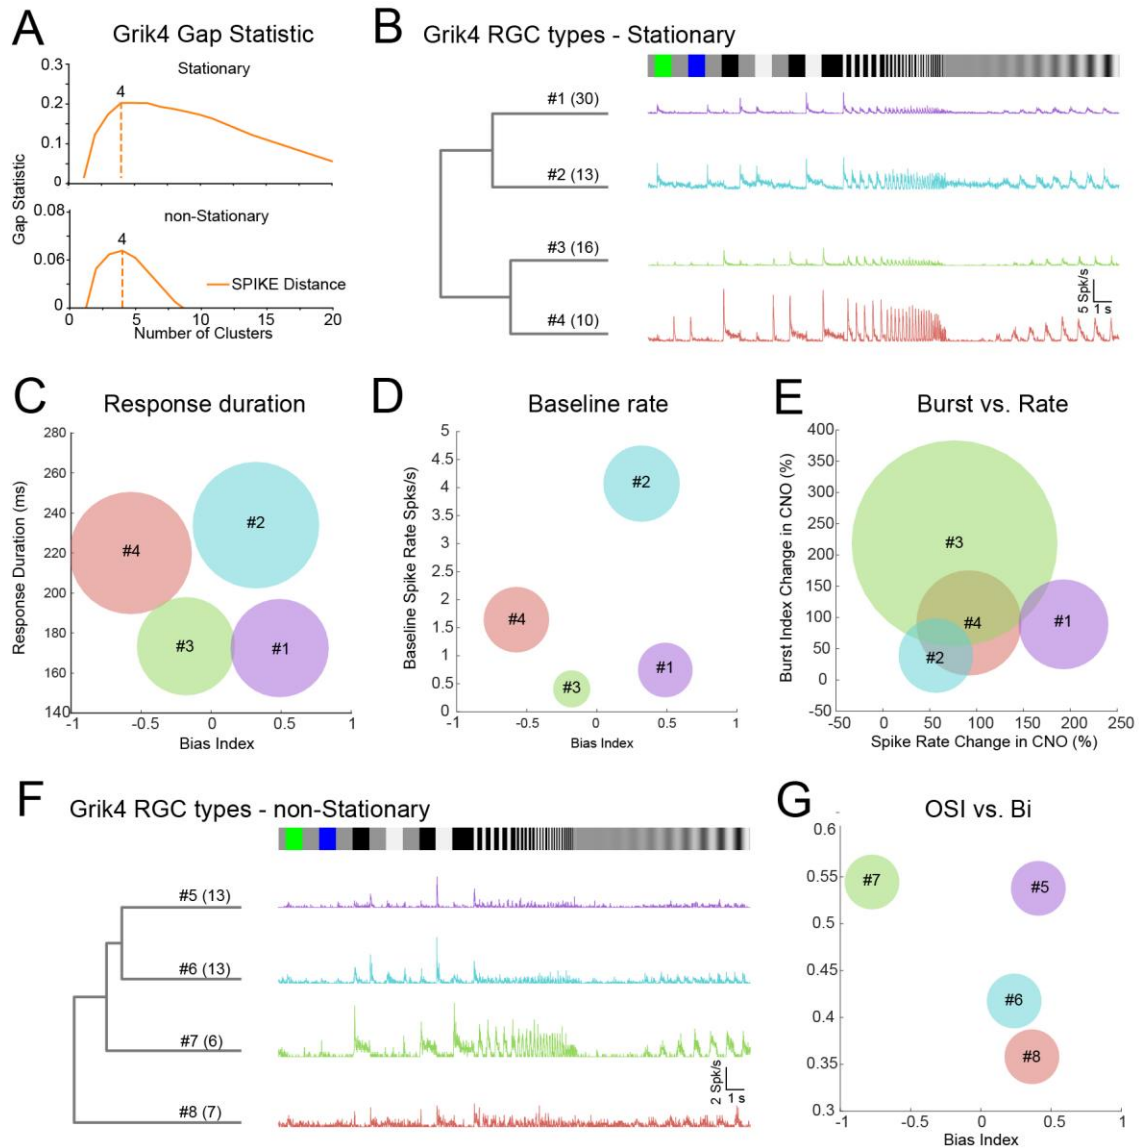 A
Grik4 Gap Statistic
Stationary
0.3
0.2
0.1
0
4
0 5 10 15 20
Gap Statistic
non-Stationary
0.08
0.06
0
4
SPIKE Distance
0 5 10 15 20
Number of Clusters
B
Grik4 RGC types - Stationary
#1 (30)
#2 (13)
#3 (16)
#4 (10)
5 Spk/s
1 s
C
Response duration
280
260
240
220
200
180
160
140
Response Duration (ms)
#4
#2
#3
#1
-1 -0.5 0 0.5 1
Bias Index
D
Baseline rate
5
4.5
4
3.5
3
2.5
2
1.5
1
0.5
0
Baseline Spike Rate Spks/s
#2
#4
#1
#3
-1 -0.5 0 0.5 1
Bias Index
E
Burst vs. Rate
400
350
300
250
200
150
100
50
0
-50
Burst Index Change in CNO (%)
#3
#4
#1
#2
-50 0 50 100 150 200 250
Spike Rate Change in CNO (%)
F
Grik4 RGC types - non-Stationary
#5 (13)
#6 (13)
#7 (6)
#8 (7)
2 Spk/s
1 s
G
OSI vs. Bi
0.6
0.55
0.5
0.45
0.4
0.35
0.3
#7
#5
#6
#8
-1 -0.5 0 0.5 1
Bias Index